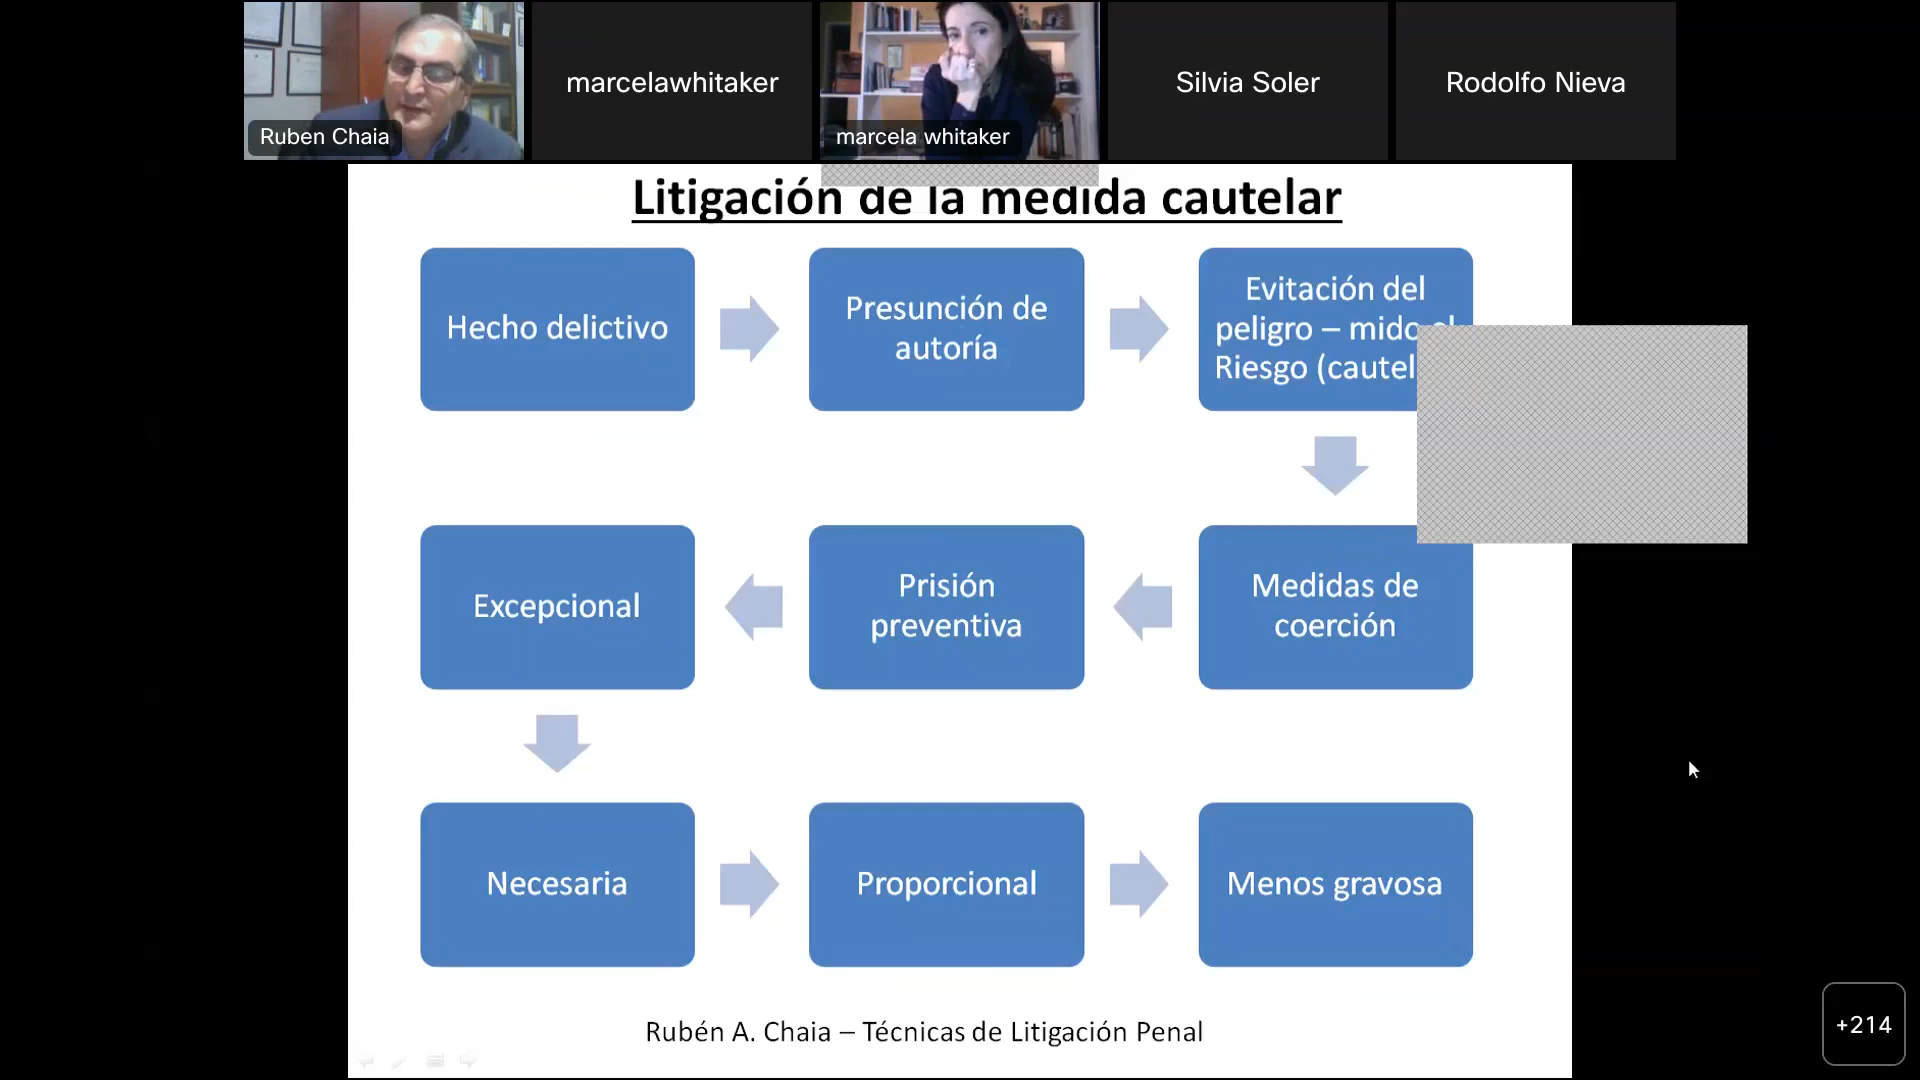 Ruben Chaia
marcelawhitaker
marcela whitaker
Silvia Soler
Rodolfo Nieva
Litigación de la medida cautelar
Hecho delictivo
Presunción de
autoría
Evitación del
peligro – mido
Riesgo
Medidas de
coerción
Prisión
preventiva
Excepcional
Necesaria
Proporcional
Menos gravosa
Rubén A. Chaia – Técnicas de Litigación Penal
+214